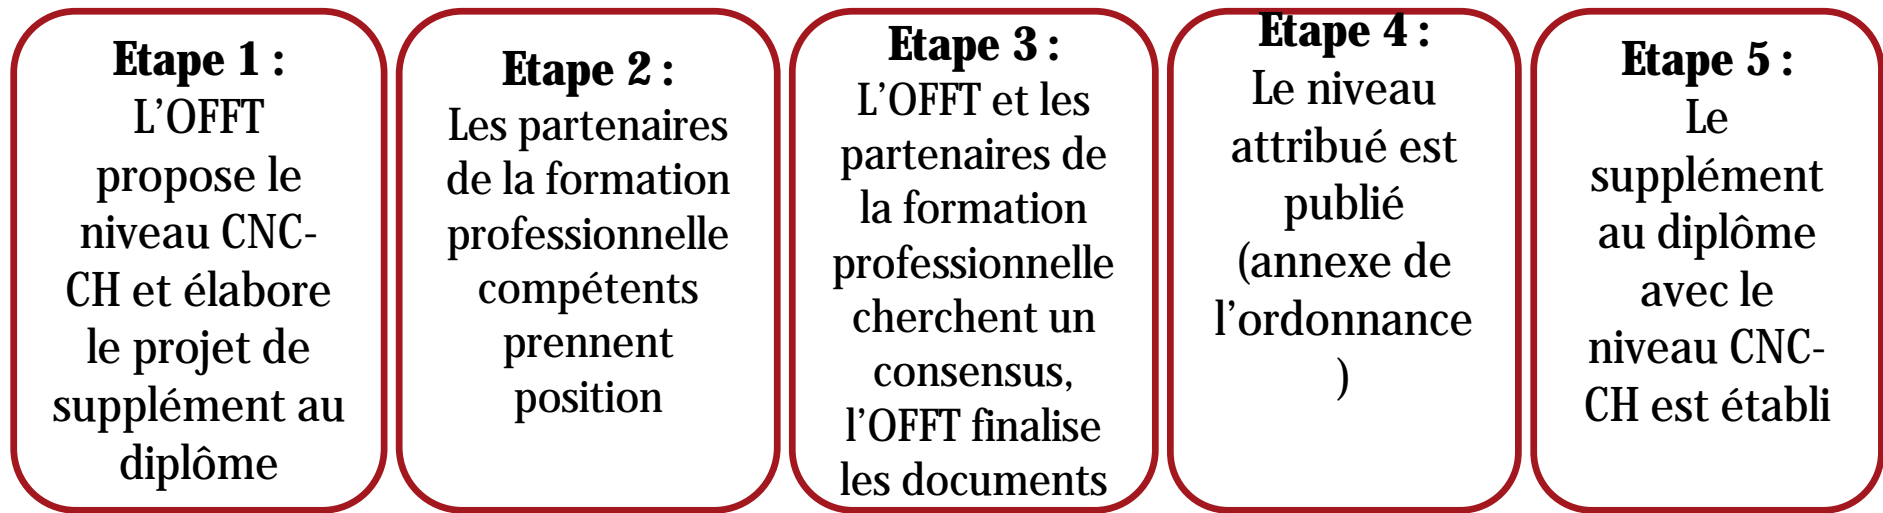 Etape 1 :
L’OFFT
propose le
niveau CNC-
CH et élabore
le projet de
supplément au
diplôme
Etape 2 :
Les partenaires
de la formation
professionnelle
compétents
prennent
position
Etape 3 :
L’OFFT et les
partenaires de
la formation
professionnelle
cherchent un
consensus,
l’OFFT finalise
les documents
Etape 4 :
Le niveau
attribué est
publié
(annexe de
l’ordonnance
)
Etape 5 :
Le
supplément
au diplôme
avec le
niveau CNC-
CH est établi